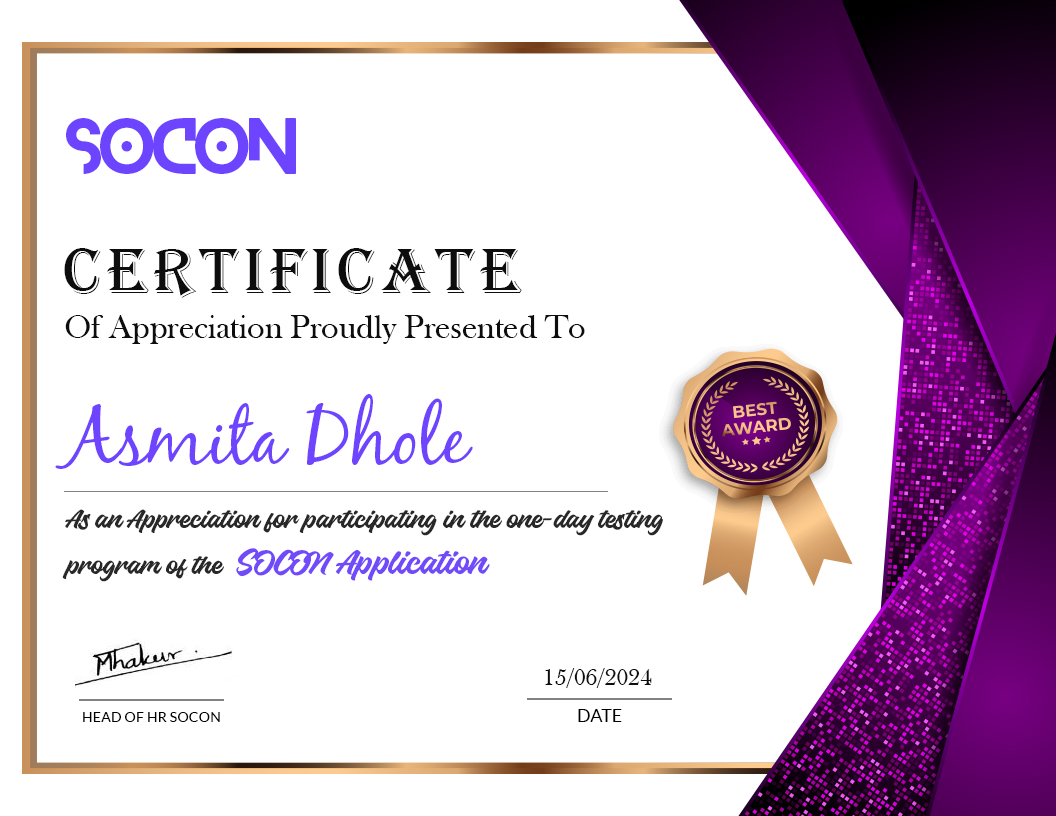 SOCON
CERTIFICATE
Of Appreciation Proudly Presented To
Asmita Dhole
BEST
AWARD
As an Appreciation for participating in the one-day testing
program of the SOCON Application
Mhakur.
15/06/2024
HEAD OF HR SOCON
DATE